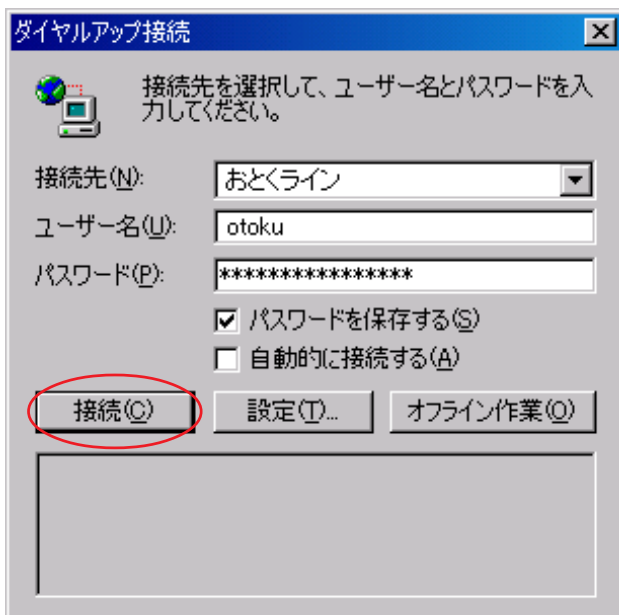 ダイヤルアップ接続
接続先を選択して、ユーザー名とパスワードを入
力してください。
接続先(N): おとくライン
ユーザー名(U): otoku
パスワード(P): ****************
パスワードを保存する(S)
自動的に接続する(A)
接続(C) 設定(T)... オフライン作業(O)